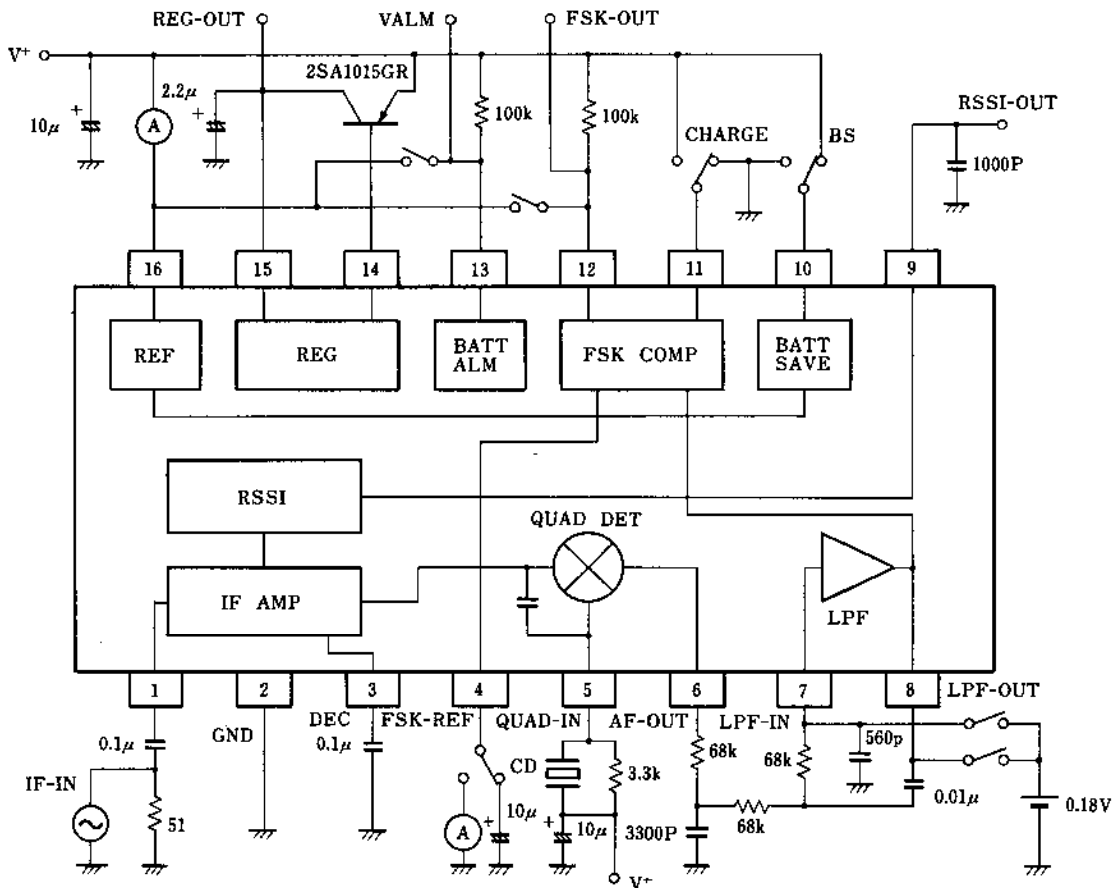 REG-OUT VALM FSK-OUT
V+
2SA1015GR
10μ + A 2.2μ + 100k 100k
CHARGE BS RSSI-OUT
1000P
16 15 14 13 12 11 10 9
REF REG BATT ALM FSK COMP BATT SAVE
RSSI
QUAD DET
IF AMP
LPF
1 2 3 4 5 6 7 8 LPF-OUT
GND DEC FSK-REF QUAD-IN AF-OUT LPF-IN
0.1μ 0.1μ CD 3.3k 68k 68k 560p
IF-IN 51 A + 10μ + 10μ 3300P 68k 0.01μ 0.18V
V+